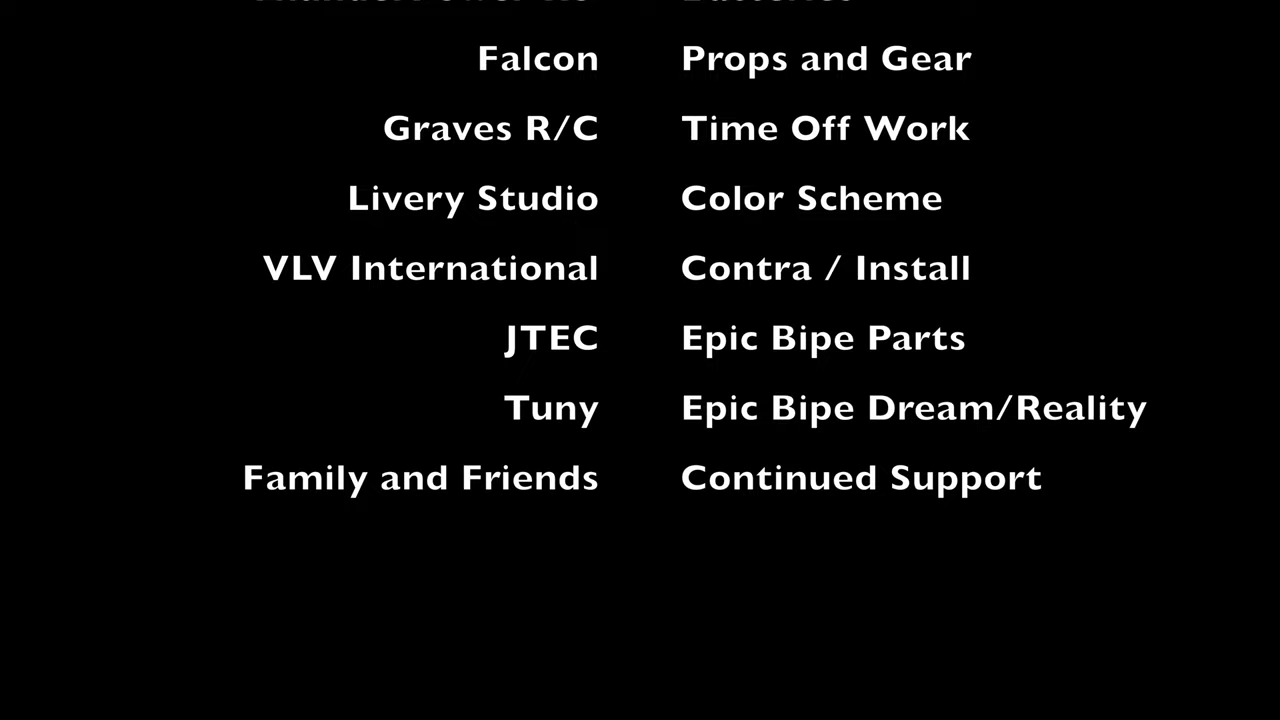 Falcon Props and Gear
Graves R/C Time Off Work
Livery Studio Color Scheme
VLV International Contra / Install
JTEC Epic Bipe Parts
Tuny Epic Bipe Dream/Reality
Family and Friends Continued Support